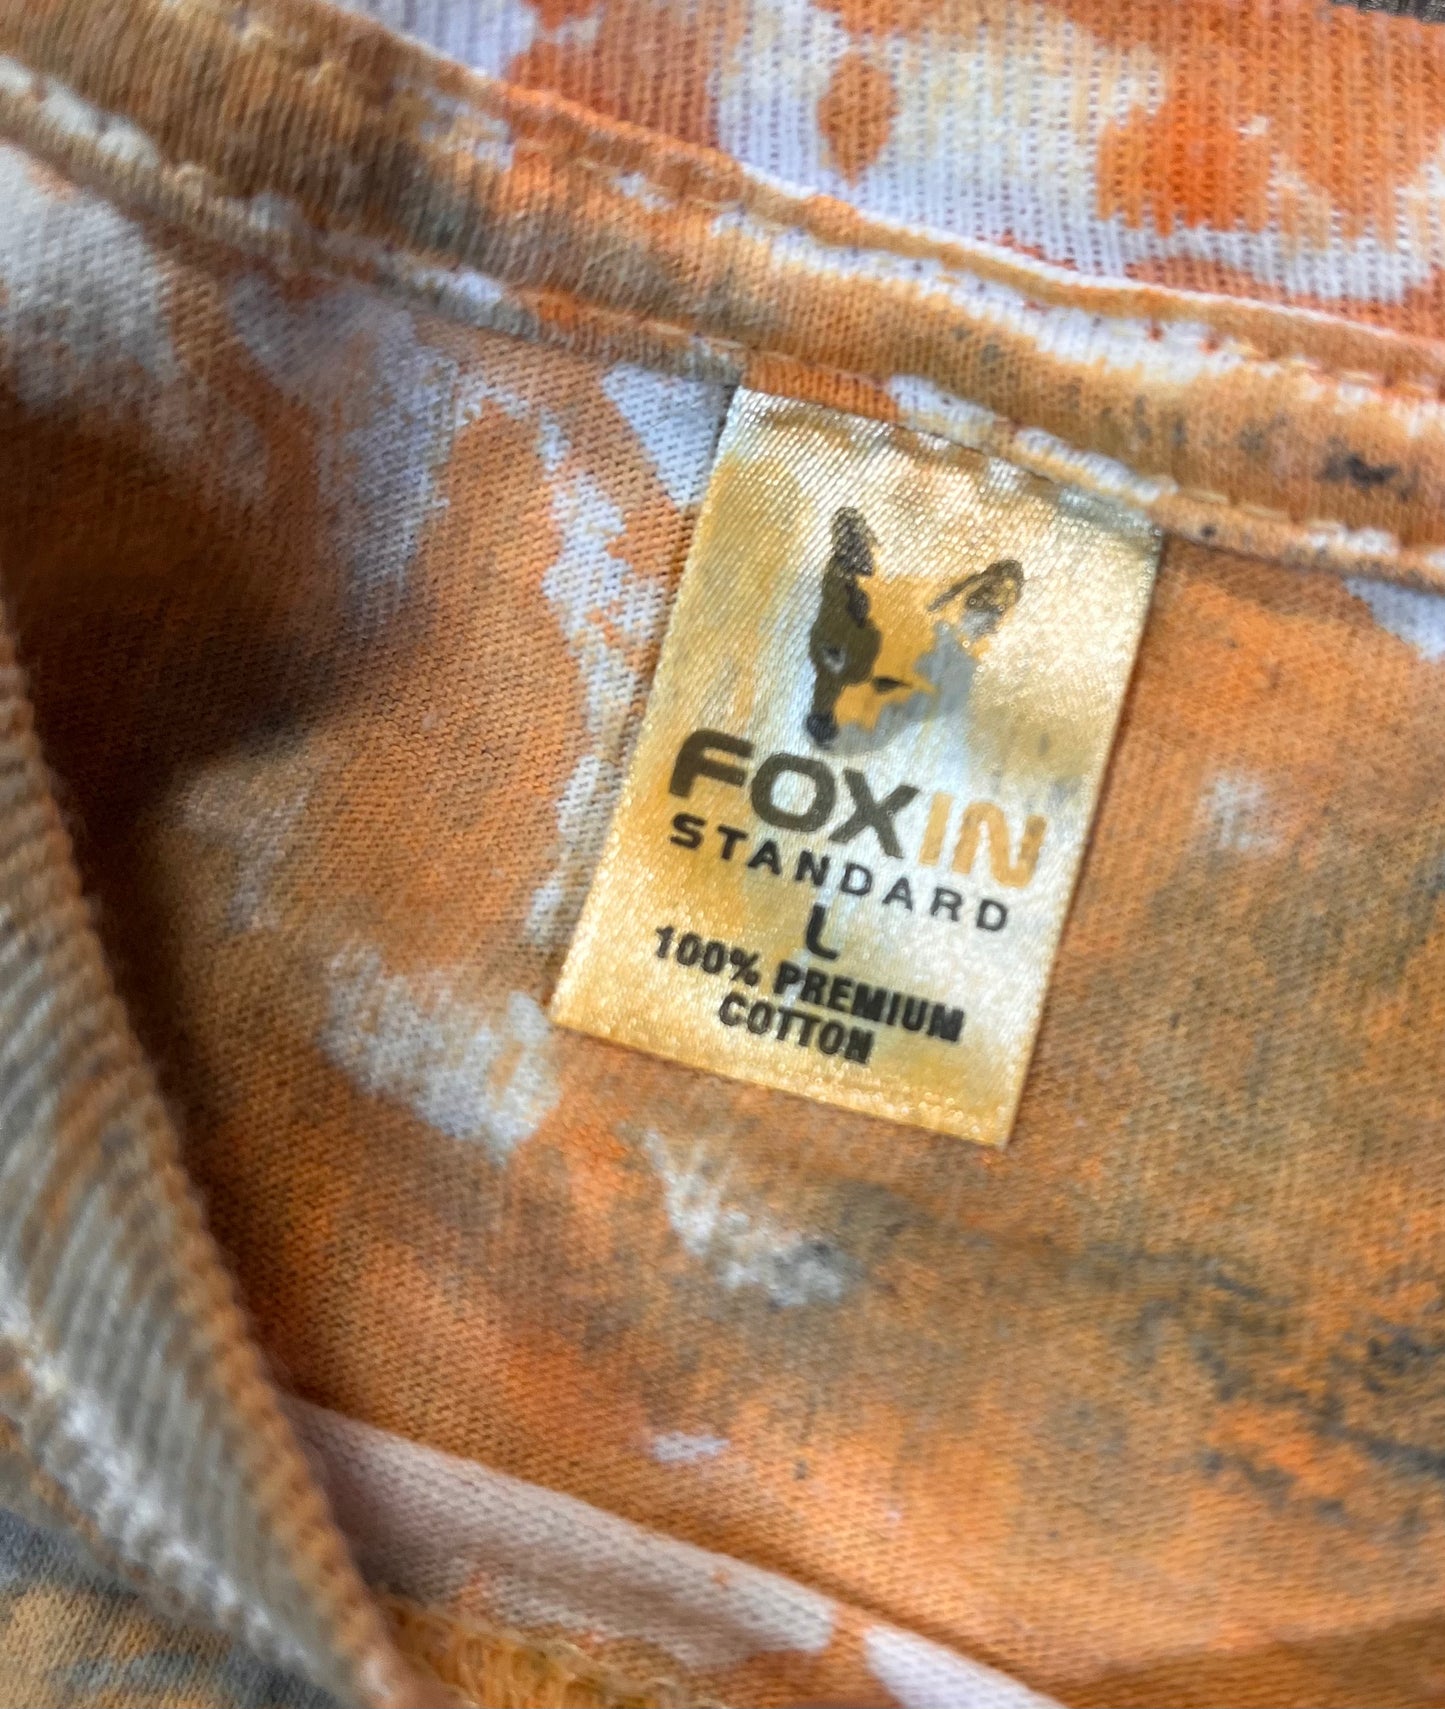 FOXIN
STANDARD
L
100% PREMIUM
COTTON